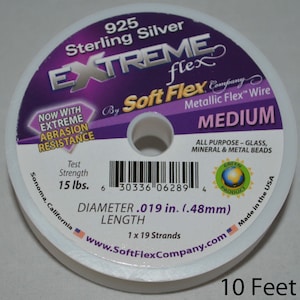 925
Sterling Silver
EXTREME
flex
By Soft Flex Company
Metallic Flex™ Wire
MEDIUM
NOW WITH
EXTREME
ABRASION
RESISTANCE
ALL PURPOSE - GLASS,
MINERAL & METAL BEADS
Test
Strength
15 lbs.
6 30336 06289 4
DIAMETER .019 in. (.48mm)
LENGTH
1 x 19 Strands
Sonoma, California
Made in the USA
www.SoftFlexCompany.com
10 Feet